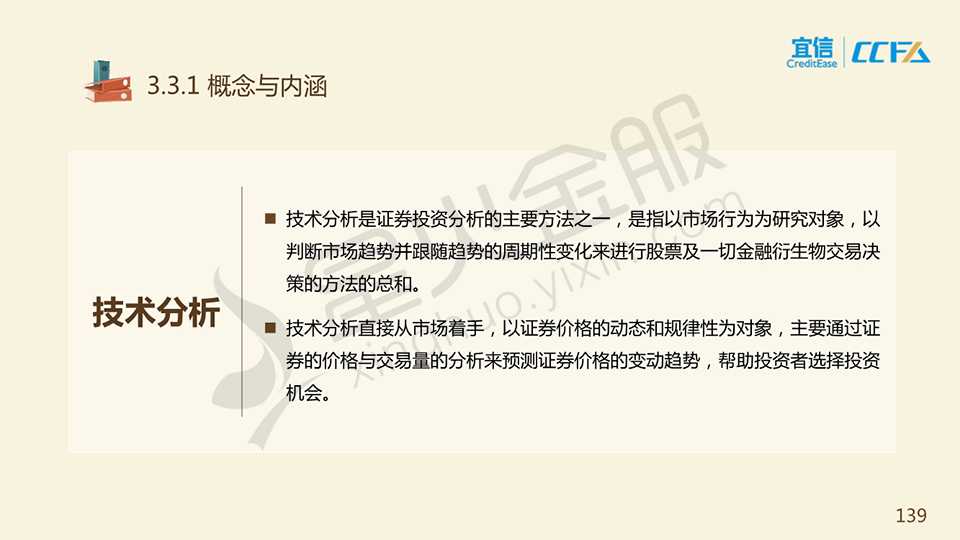 宜信
CreditEase
CCFA
3.3.1 概念与内涵
技术分析
■ 技术分析是证券投资分析的主要方法之一，是指以市场行为为研究对象，以
判断市场趋势并跟随趋势的周期性变化来进行股票及一切金融衍生物交易决
策的方法的总和。
■ 技术分析直接从市场着手，以证券价格的动态和规律性为对象，主要通过证
券的价格与交易量的分析来预测证券价格的变动趋势，帮助投资者选择投资
机会。
星火金服
xinghuo.yixin.com
139